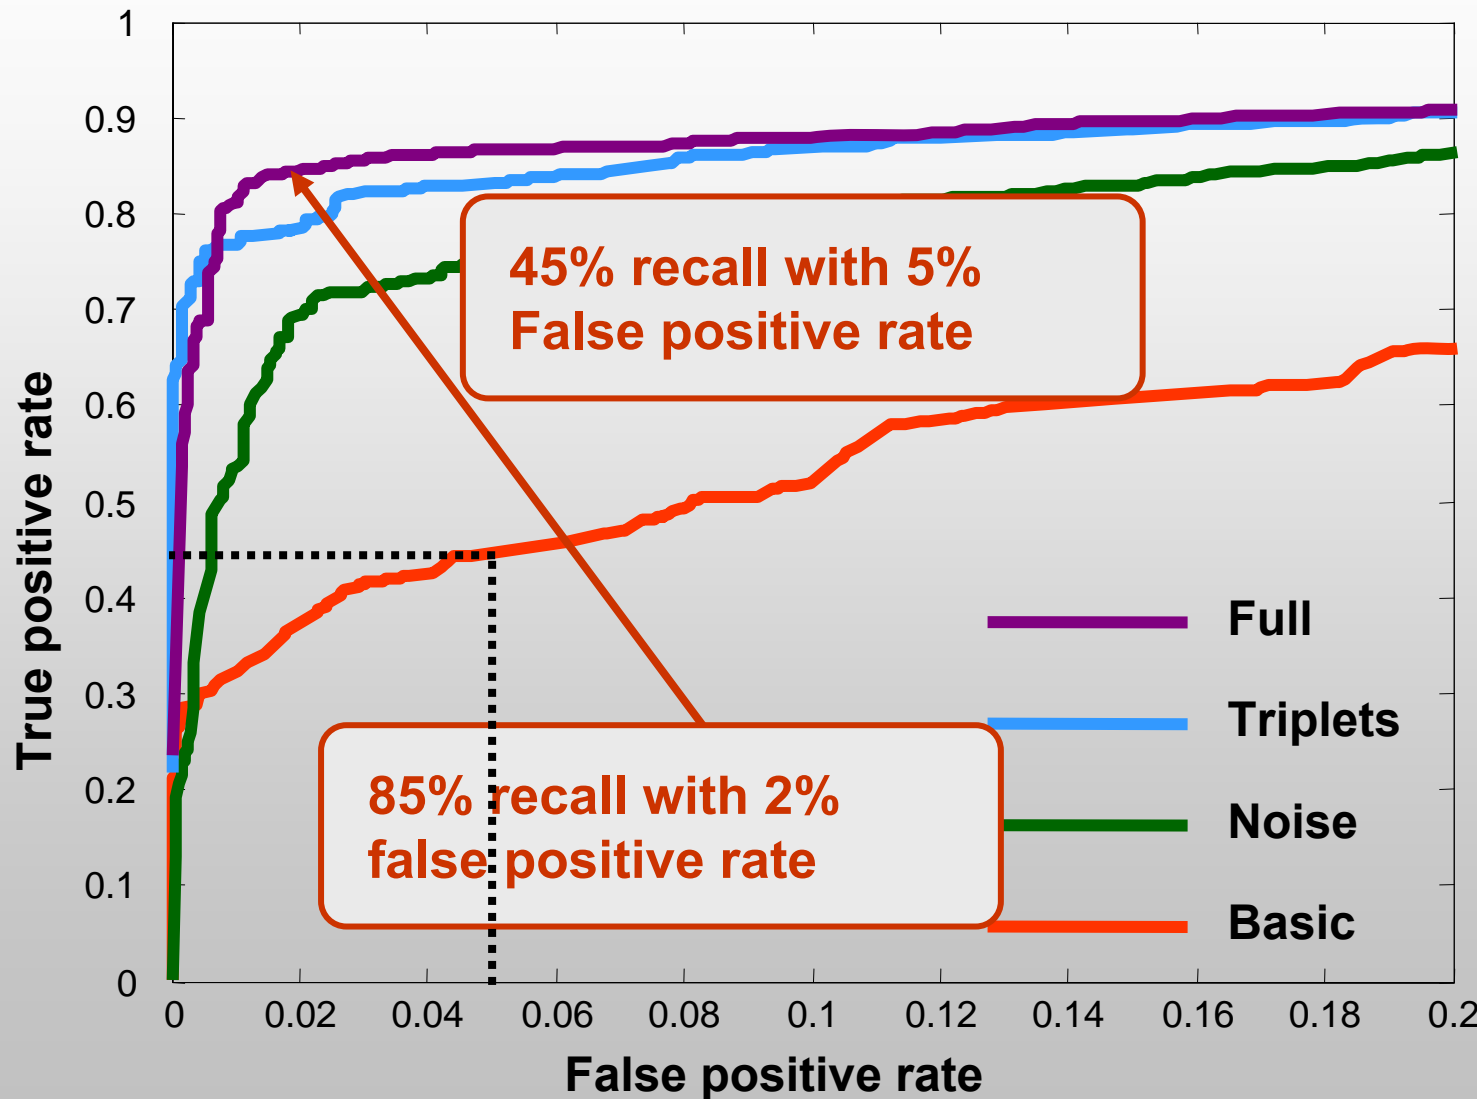 1
0.9
0.8
0.7
0.6
0.5
0.4
0.3
0.2
0.1
0
True positive rate
45% recall with 5%
False positive rate
85% recall with 2%
false positive rate
Full
Triplets
Noise
Basic
0 0.02 0.04 0.06 0.08 0.1 0.12 0.14 0.16 0.18 0.2
False positive rate